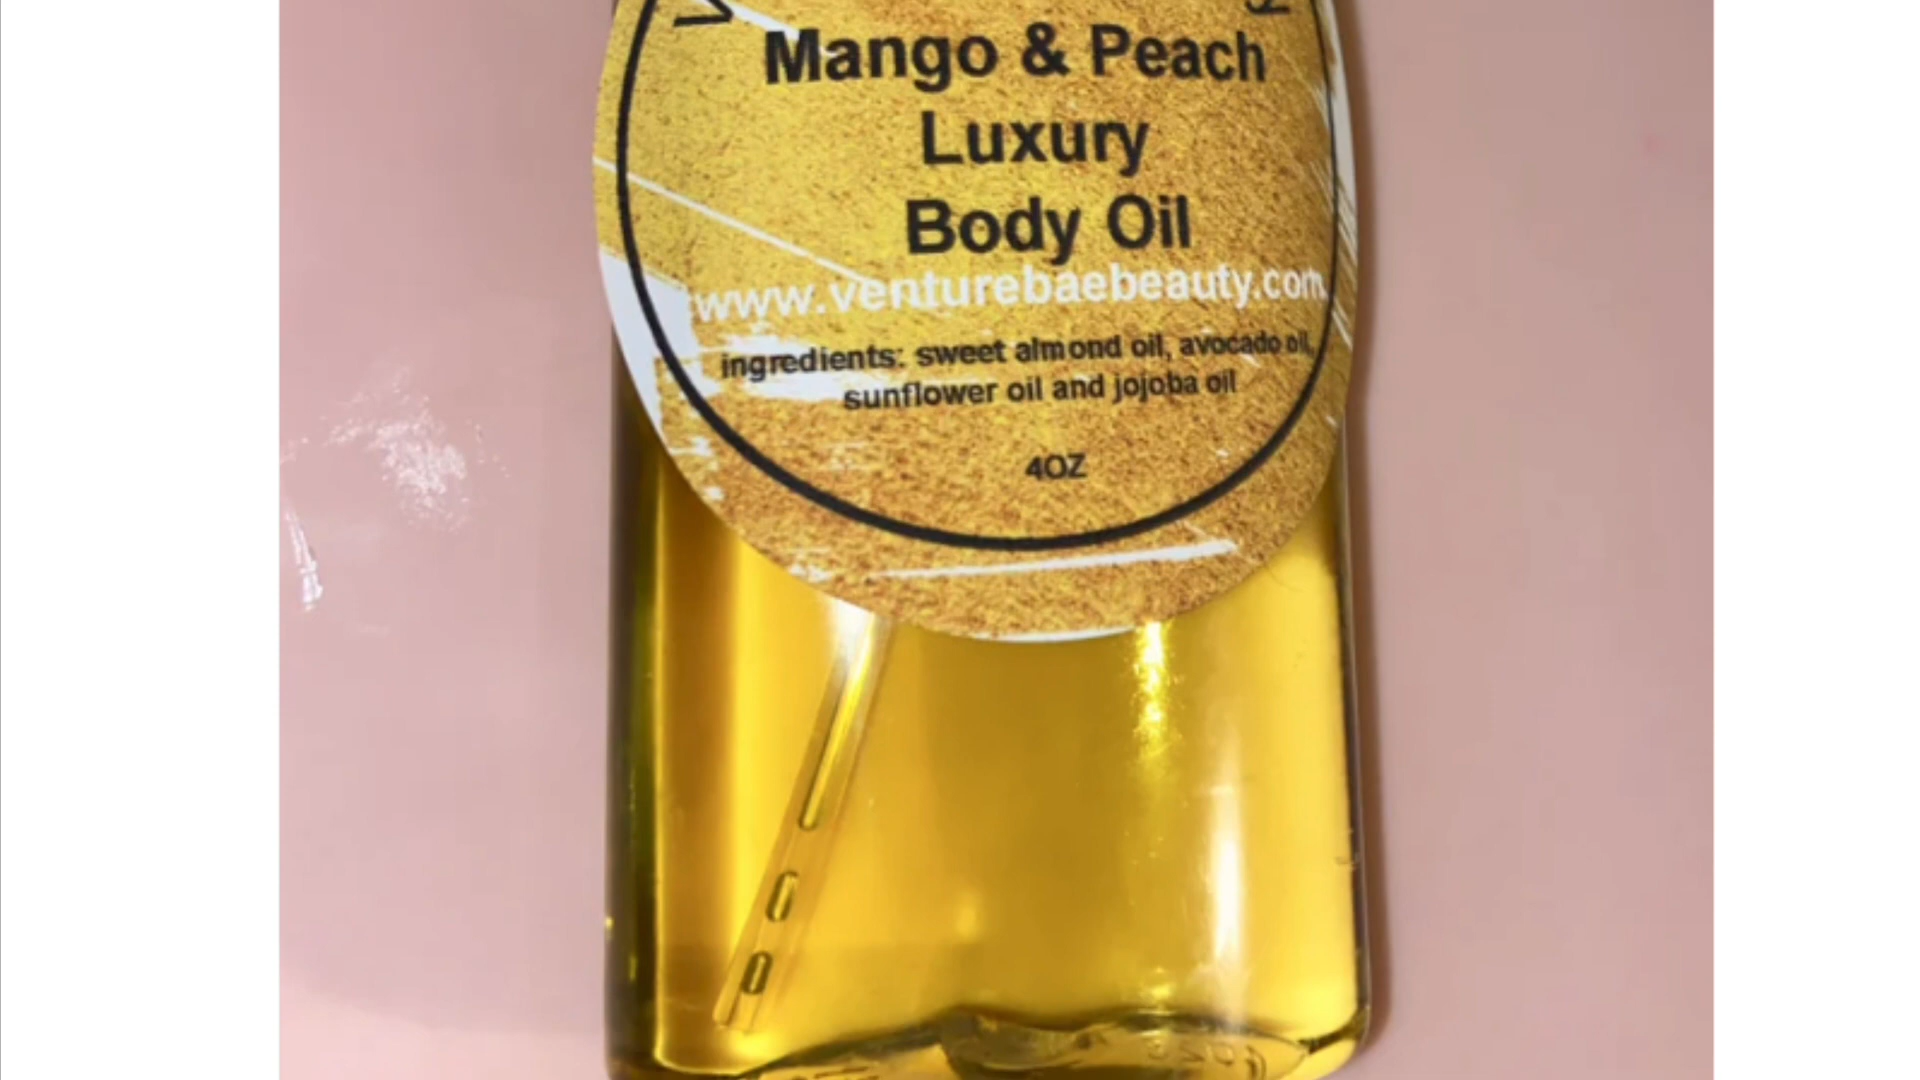 Mango & Peach
Luxury
Body Oil
www.venturebaebeauty.com
ingredients: sweet almond oil, avocado oil,
sunflower oil and jojoba oil
4OZ